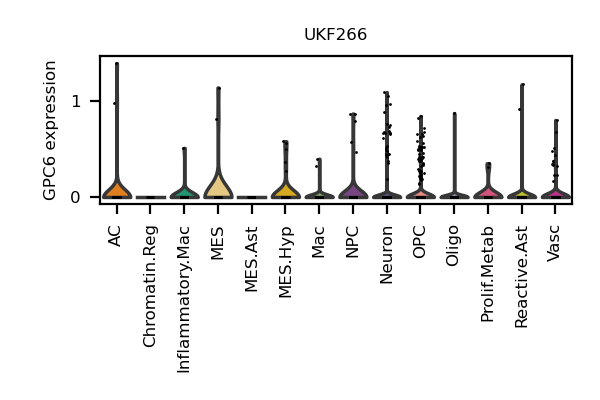 UKF266
GPC6 expression
1
0
AC
Chromatin.Reg
Inflammatory.Mac
MES
MES.Ast
MES.Hyp
Mac
NPC
Neuron
OPC
Oligo
Prolif.Metab
Reactive.Ast
Vasc